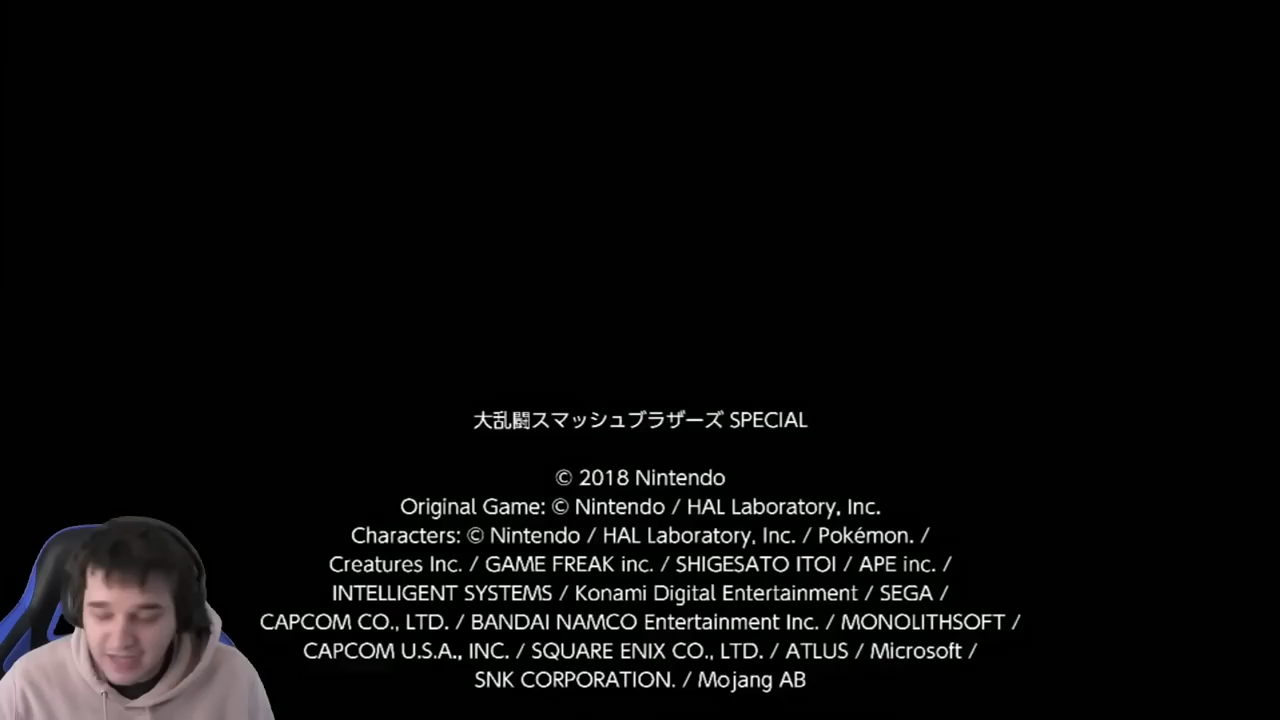 大乱闘スマッシュブラザーズ SPECIAL
© 2018 Nintendo
Original Game: © Nintendo / HAL Laboratory, Inc.
Characters: © Nintendo / HAL Laboratory, Inc. / Pokémon. /
Creatures Inc. / GAME FREAK inc. / SHIGESATO ITOI / APE inc. /
INTELLIGENT SYSTEMS / Konami Digital Entertainment / SEGA /
CAPCOM CO., LTD. / BANDAI NAMCO Entertainment Inc. / MONOLITHSOFT /
CAPCOM U.S.A., INC. / SQUARE ENIX CO., LTD. / ATLUS / Microsoft /
SNK CORPORATION. / Mojang AB